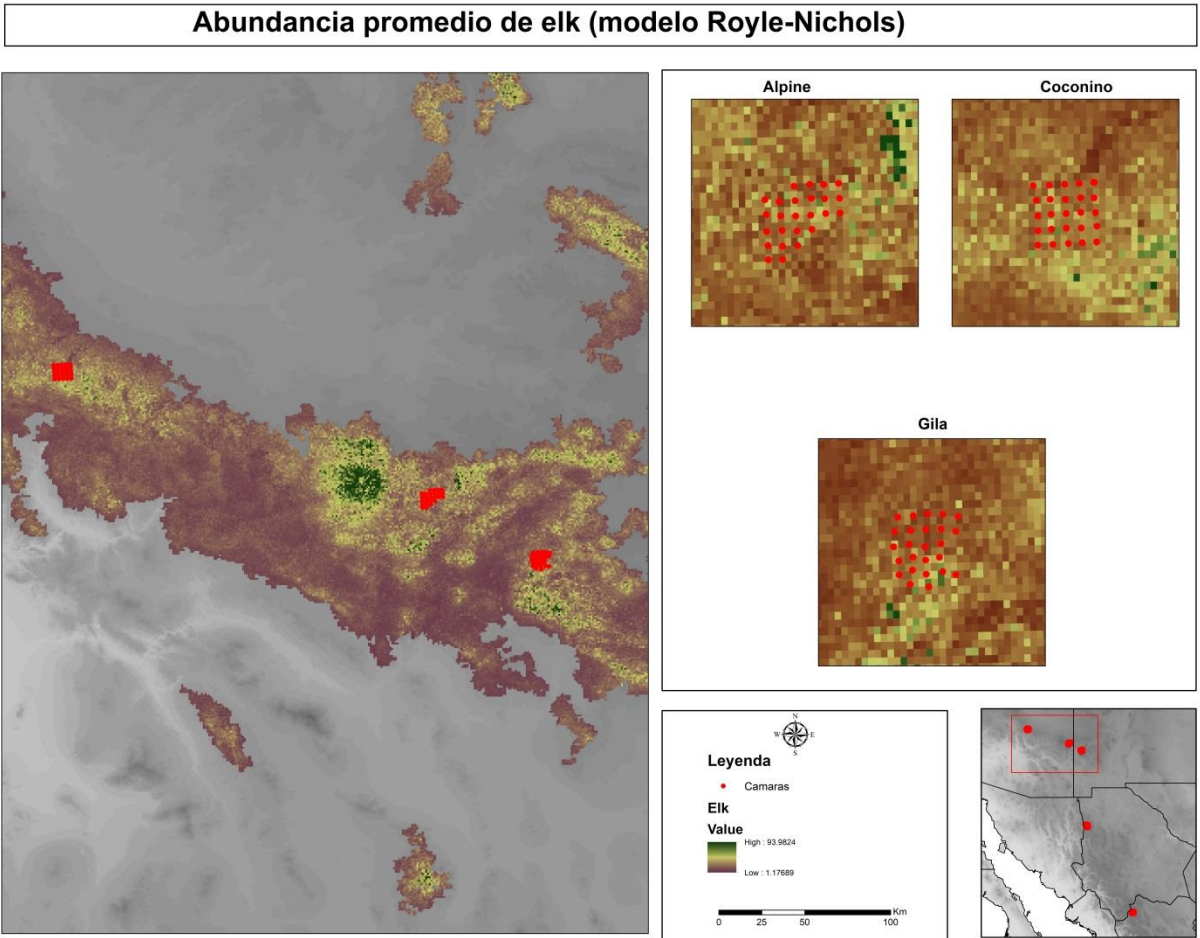 Abundancia promedio de elk (modelo Royle-Nichols)
Alpine
Coconino
Gila
N
W E
S
Leyenda
Camaras
Elk
Value
High : 93.9824
Low : 1.17689
Km
0 25 50 100